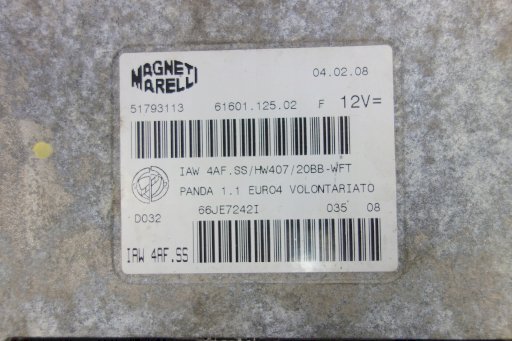 MAGNETI MARELLI 04.02.08
51793113 61601.125.02 F 12V=
IAW 4AF.SS/HW407/20BB-WFT
PANDA 1.1 EURO4 VOLONTARIATO
D032 66JE7242I 035 08
IAW 4AF.SS